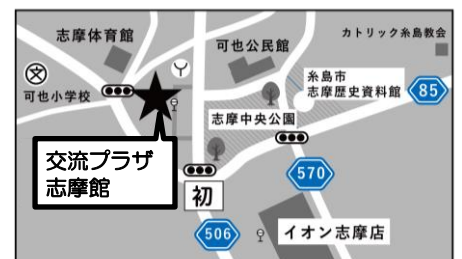 志摩体育館
可也公民館
カトリック糸島教会
文
可也小学校
糸島市
志摩歴史資料館
85
志摩中央公園
交流プラザ
志摩館
初
570
506
イオン志摩店